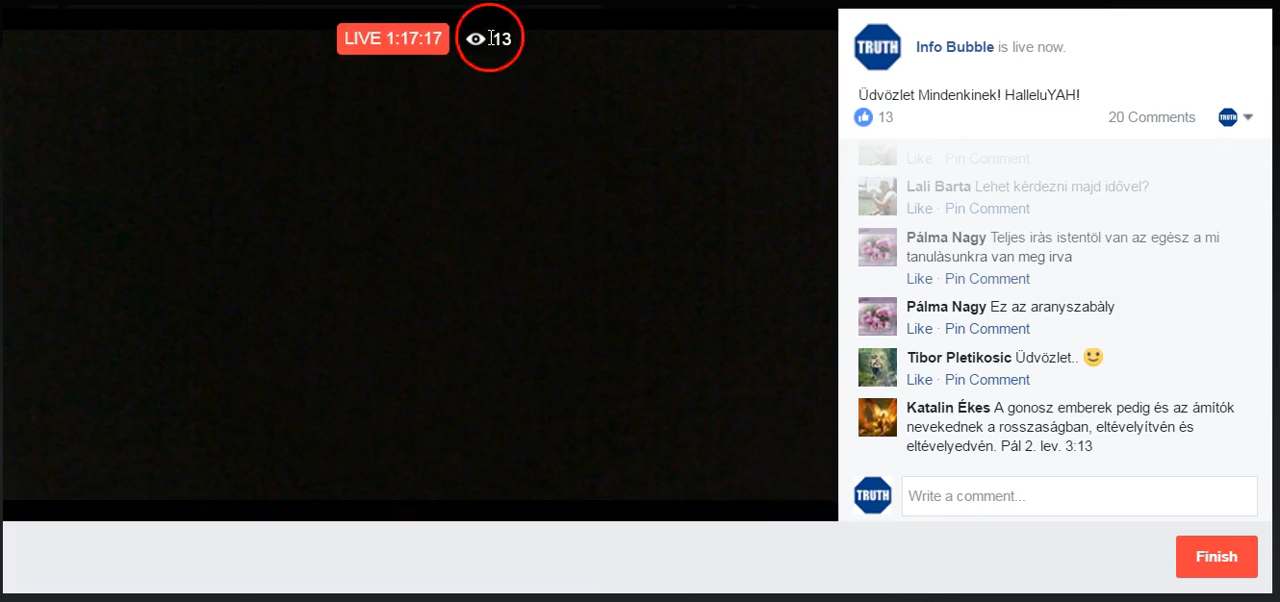 LIVE 1:17:17
13
TRUTH
Info Bubble is live now.
Üdvözlet Mindenkinek! HalleluYAH!
13
20 Comments
TRUTH
Like · Pin Comment
Lali Barta Lehet kérdezni majd idővel?
Like · Pin Comment
Pálma Nagy Teljes iràs istentöl van az egész a mi
tanulàsunkra van meg irva
Like · Pin Comment
Pálma Nagy Ez az aranyszabàly
Like · Pin Comment
Tibor Pletikosic Üdvözlet.. 🙂
Like · Pin Comment
Katalin Ékes A gonosz emberek pedig és az ámítók
nevekednek a rosszaságban, eltévelyítvén és
eltévelyedvén. Pál 2. lev. 3:13
TRUTH
Write a comment...
Finish